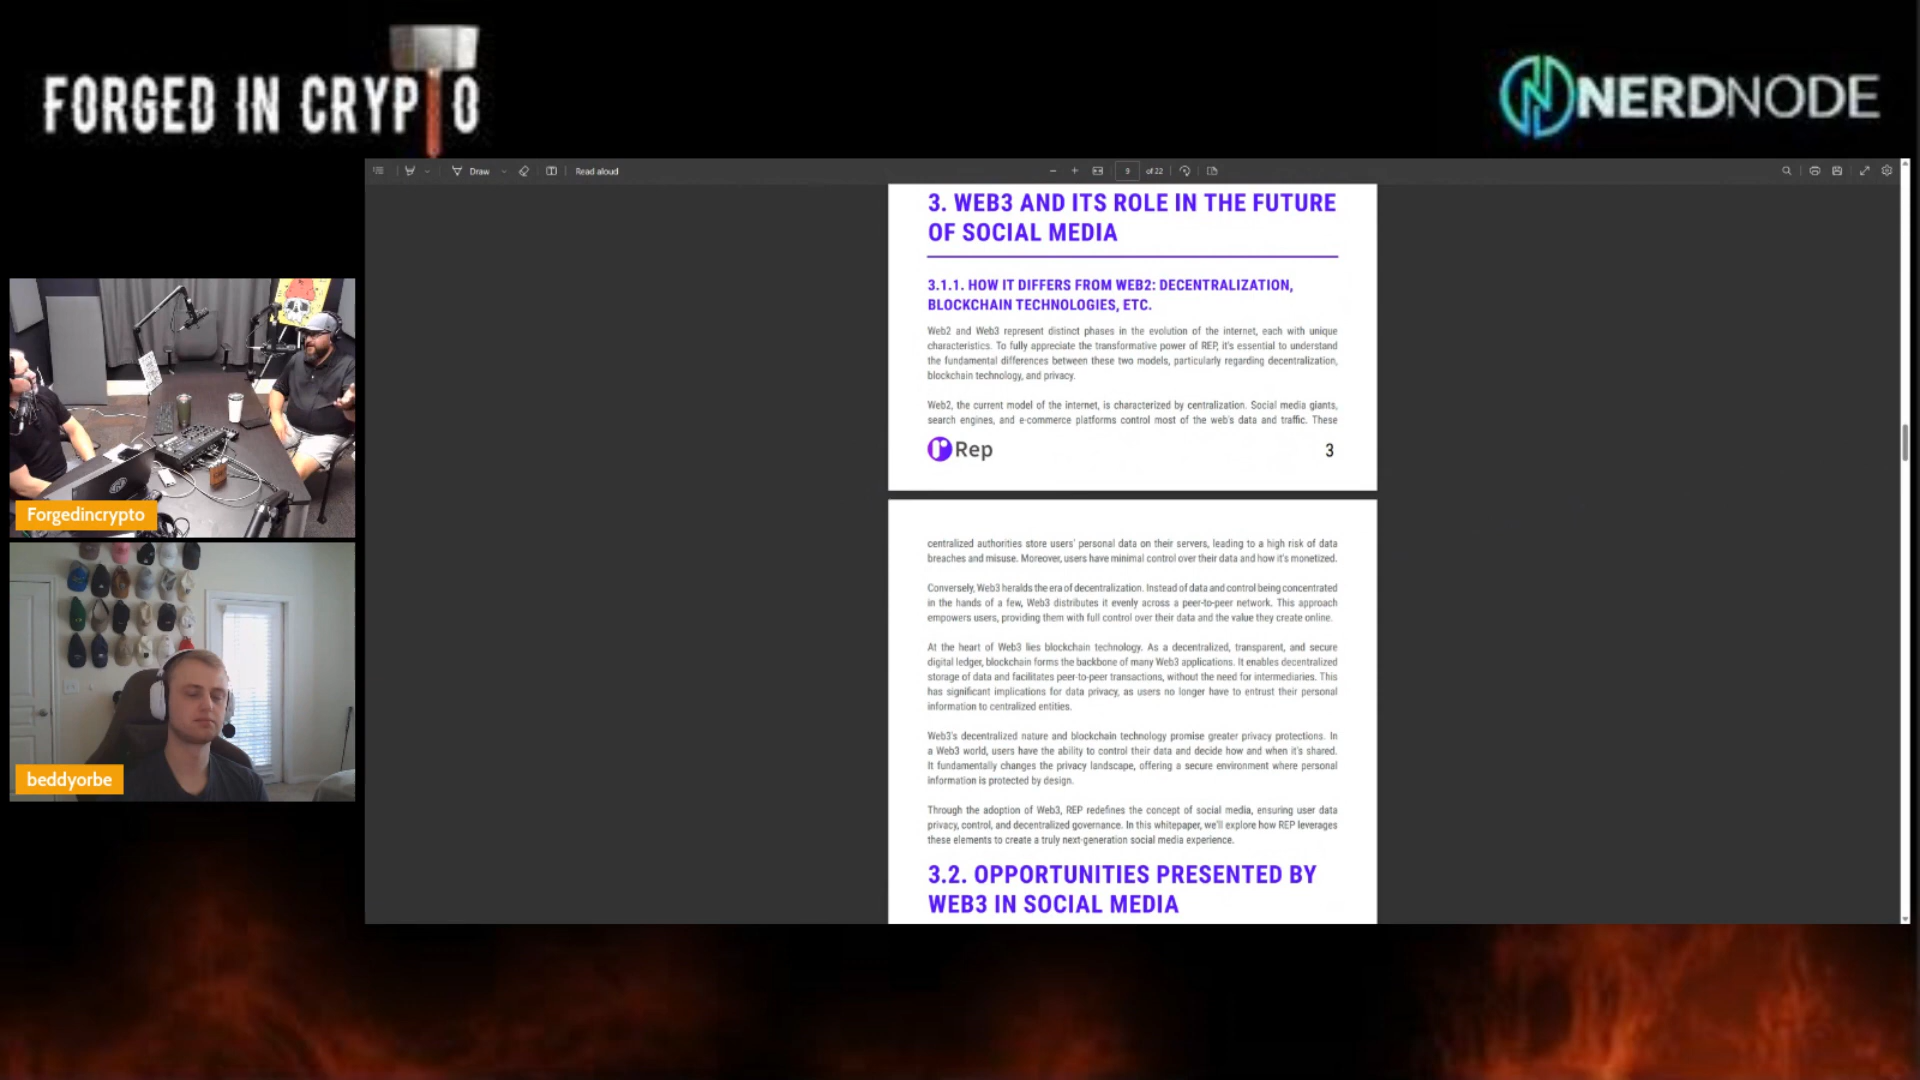 FORGED IN CRYPTO
NERDNODE
Draw
Read aloud
9 of 22
3. WEB3 AND ITS ROLE IN THE FUTURE
OF SOCIAL MEDIA
3.1.1. HOW IT DIFFERS FROM WEB2: DECENTRALIZATION,
BLOCKCHAIN TECHNOLOGIES, ETC.
Web2 and Web3 represent distinct phases in the evolution of the internet, each with unique
characteristics. To fully appreciate the transformative power of REP, it's essential to understand
the fundamental differences between these two models, particularly regarding decentralization,
blockchain technology, and privacy.
Web2, the current model of the internet, is characterized by centralization. Social media giants,
search engines, and e-commerce platforms control most of the web's data and traffic. These
Rep
3
centralized authorities store users' personal data on their servers, leading to a high risk of data
breaches and misuse. Moreover, users have minimal control over their data and how it's monetized.
Conversely, Web3 heralds the era of decentralization. Instead of data and control being concentrated
in the hands of a few, Web3 distributes it evenly across a peer-to-peer network. This approach
empowers users, providing them with full control over their data and the value they create online.
At the heart of Web3 lies blockchain technology. As a decentralized, transparent, and secure
digital ledger, blockchain forms the backbone of many Web3 applications. It enables decentralized
storage of data and facilitates peer-to-peer transactions, without the need for intermediaries. This
has significant implications for data privacy, as users no longer have to entrust their personal
information to centralized entities.
Web3's decentralized nature and blockchain technology promise greater privacy protections. In
a Web3 world, users have the ability to control their data and decide how and when it's shared.
It fundamentally changes the privacy landscape, offering a secure environment where personal
information is protected by design.
Through the adoption of Web3, REP redefines the concept of social media, ensuring user data
privacy, control, and decentralized governance. In this whitepaper, we'll explore how REP leverages
these elements to create a truly next-generation social media experience.
3.2. OPPORTUNITIES PRESENTED BY
WEB3 IN SOCIAL MEDIA
Forgedincrypto
beddyorbe